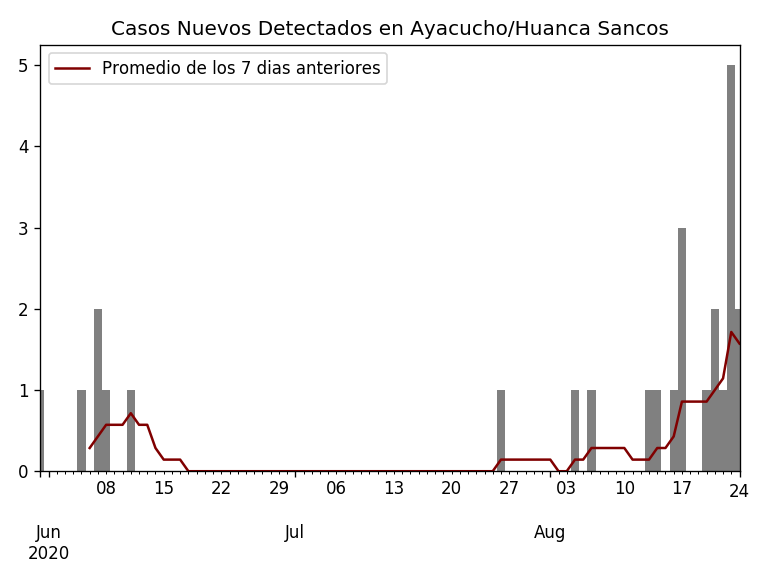 Casos Nuevos Detectados en Ayacucho/Huanca Sancos
Promedio de los 7 dias anteriores
5
4
3
2
1
0
08 15 22 29 06 13 20 27 03 10 17 24
Jun Jul Aug
2020